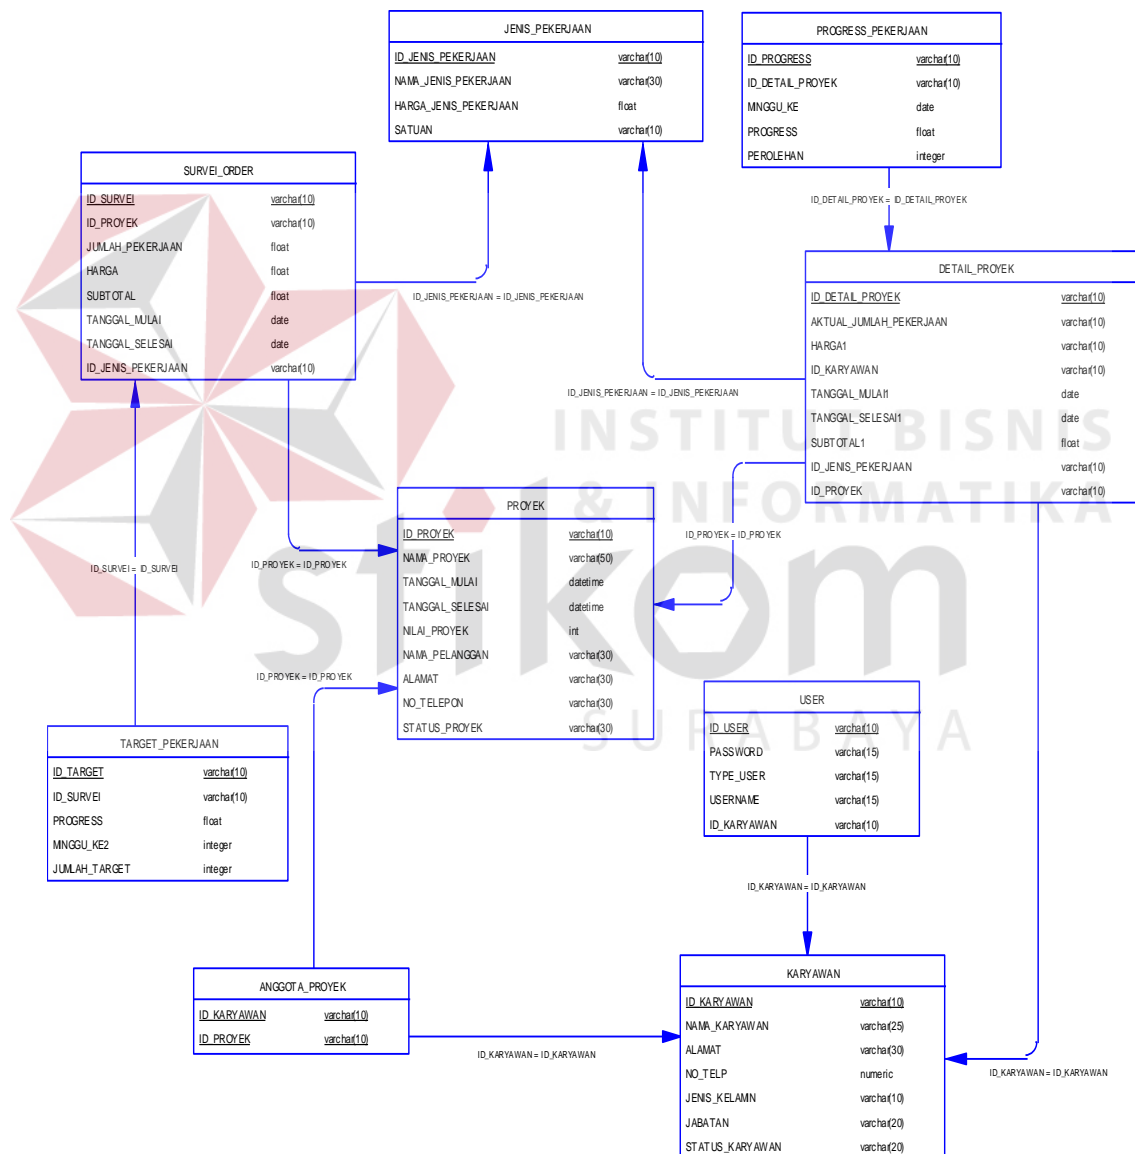 JENIS_PEKERJAAN
ID_JENIS_PEKERJAAN varchar(10)
NAMA_JENIS_PEKERJAAN varchar(30)
HARGA_JENIS_PEKERJAAN float
SATUAN varchar(10)
PROGRESS_PEKERJAAN
ID_PROGRESS varchar(10)
ID_DETAIL_PROYEK varchar(10)
MINGGU_KE date
PROGRESS float
PEROLEHAN integer
SURVEI_ORDER
ID_SURVEI varchar(10)
ID_PROYEK varchar(10)
JUMLAH_PEKERJAAN float
HARGA float
SUBTOTAL float
TANGGAL_MULAI date
TANGGAL_SELESAI date
ID_JENIS_PEKERJAAN varchar(10)
ID_DETAIL_PROYEK = ID_DETAIL_PROYEK
DETAIL_PROYEK
ID_DETAIL_PROYEK varchar(10)
AKTUAL_JUMLAH_PEKERJAAN varchar(10)
HARGA1 varchar(10)
ID_KARYAWAN varchar(10)
TANGGAL_MULAI1 date
TANGGAL_SELESAI1 date
SUBTOTAL1 float
ID_JENIS_PEKERJAAN varchar(10)
ID_PROYEK varchar(10)
ID_JENIS_PEKERJAAN = ID_JENIS_PEKERJAAN
ID_JENIS_PEKERJAAN = ID_JENIS_PEKERJAAN
INSTITUT BISNIS
& INFORMATIKA
stikom
SURABAYA
PROYEK
ID_PROYEK varchar(10)
NAMA_PROYEK varchar(50)
TANGGAL_MULAI datetime
TANGGAL_SELESAI datetime
NILAI_PROYEK int
NAMA_PELANGGAN varchar(30)
ALAMAT varchar(30)
NO_TELEPON varchar(30)
STATUS_PROYEK varchar(30)
ID_PROYEK = ID_PROYEK
ID_SURVEI = ID_SURVEI
ID_PROYEK = ID_PROYEK
ID_PROYEK = ID_PROYEK
USER
ID_USER varchar(10)
PASSWORD varchar(15)
TYPE_USER varchar(15)
USERNAME varchar(15)
ID_KARYAWAN varchar(10)
TARGET_PEKERJAAN
ID_TARGET varchar(10)
ID_SURVEI varchar(10)
PROGRESS float
MINGGU_KE2 integer
JUMLAH_TARGET integer
ID_KARYAWAN = ID_KARYAWAN
ANGGOTA_PROYEK
ID_KARYAWAN varchar(10)
ID_PROYEK varchar(10)
ID_KARYAWAN = ID_KARYAWAN
KARYAWAN
ID_KARYAWAN varchar(10)
NAMA_KARYAWAN varchar(25)
ALAMAT varchar(30)
NO_TELP numeric
JENIS_KELAMIN varchar(10)
JABATAN varchar(20)
STATUS_KARYAWAN varchar(20)
ID_KARYAWAN = ID_KARYAWAN